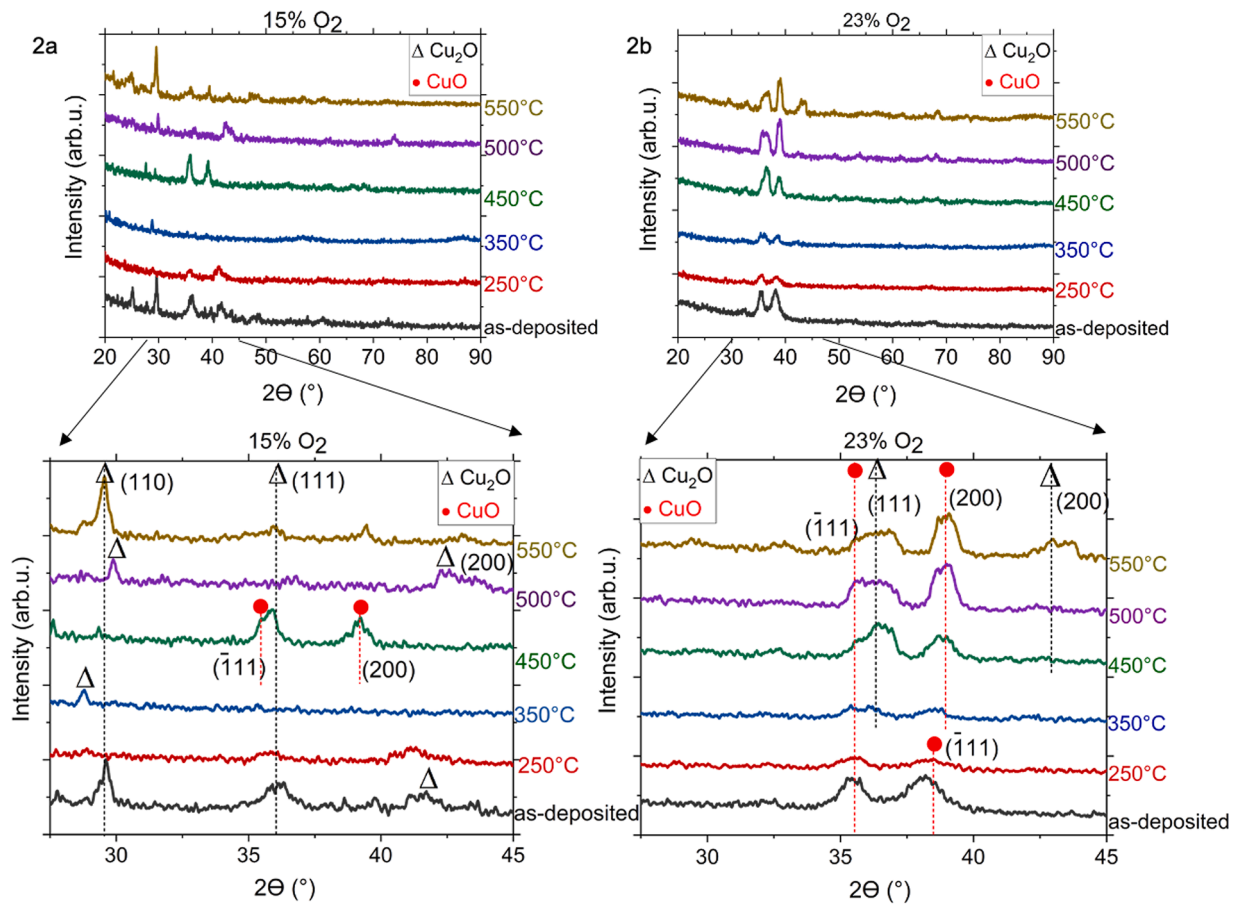 2a
15% O2
Δ Cu2O
● CuO
Intensity (arb.u.)
550°C
500°C
450°C
350°C
250°C
as-deposited
20 30 40 50 60 70 80 90
2Θ (°)
2b
23% O2
Δ Cu2O
● CuO
Intensity (arb.u.)
550°C
500°C
450°C
350°C
250°C
as-deposited
20 30 40 50 60 70 80 90
2Θ (°)
15% O2
Δ Cu2O
● CuO
Intensity (arb.u.)
Δ (110)
Δ (111)
550°C
Δ
Δ (200)
500°C
(1̄11)
(200)
450°C
Δ
350°C
250°C
Δ
as-deposited
30 35 40 45
2Θ (°)
23% O2
Δ Cu2O
● CuO
Intensity (arb.u.)
Δ
Δ
(1̄11)
(111)
(200)
(200)
550°C
500°C
450°C
350°C
(1̄11)
250°C
as-deposited
30 35 40 45
2Θ (°)